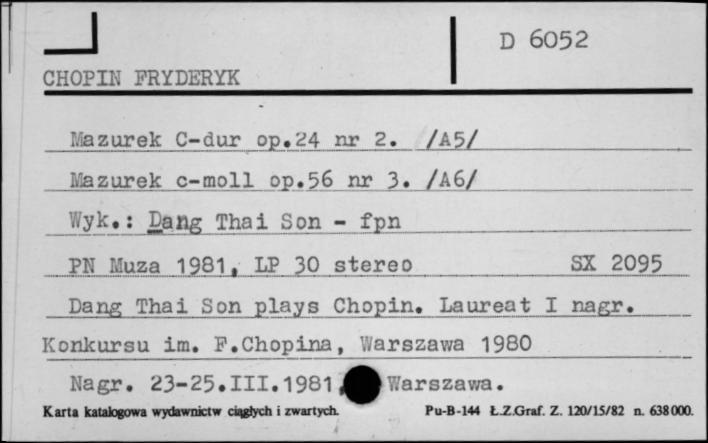 D 6052
CHOPIN FRYDERYK
Mazurek C-dur op.24 nr 2. /A5/
Mazurek c-moll op.56 nr 3. /A6/
Wyk.: Dang Thai Son - fpn
PN Muza 1981, LP 30 stereo SX 2095
Dang Thai Son plays Chopin. Laureat I nagr.
Konkursu im. F.Chopina, Warszawa 1980
Nagr. 23-25.III.1981, Warszawa.
Karta katalogowa wydawnictw ciągłych i zwartych. Pu-B-144 Ł.Z.Graf. Z. 120/15/82 n. 638000.